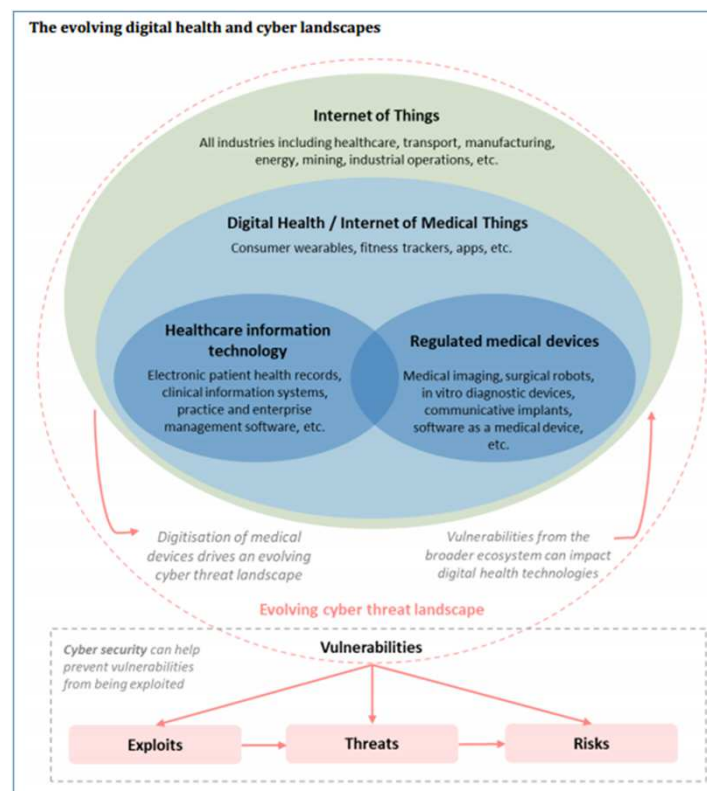 The evolving digital health and cyber landscapes
Internet of Things
All industries including healthcare, transport, manufacturing,
energy, mining, industrial operations, etc.
Digital Health / Internet of Medical Things
Consumer wearables, fitness trackers, apps, etc.
Healthcare information
technology
Electronic patient health records,
clinical information systems,
practice and enterprise
management software, etc.
Regulated medical devices
Medical imaging, surgical robots,
in vitro diagnostic devices,
communicative implants,
software as a medical device,
etc.
Digitisation of medical
devices drives an evolving
cyber threat landscape
Vulnerabilities from the
broader ecosystem can impact
digital health technologies
Evolving cyber threat landscape
Cyber security can help
prevent vulnerabilities
from being exploited
Vulnerabilities
Exploits
Threats
Risks